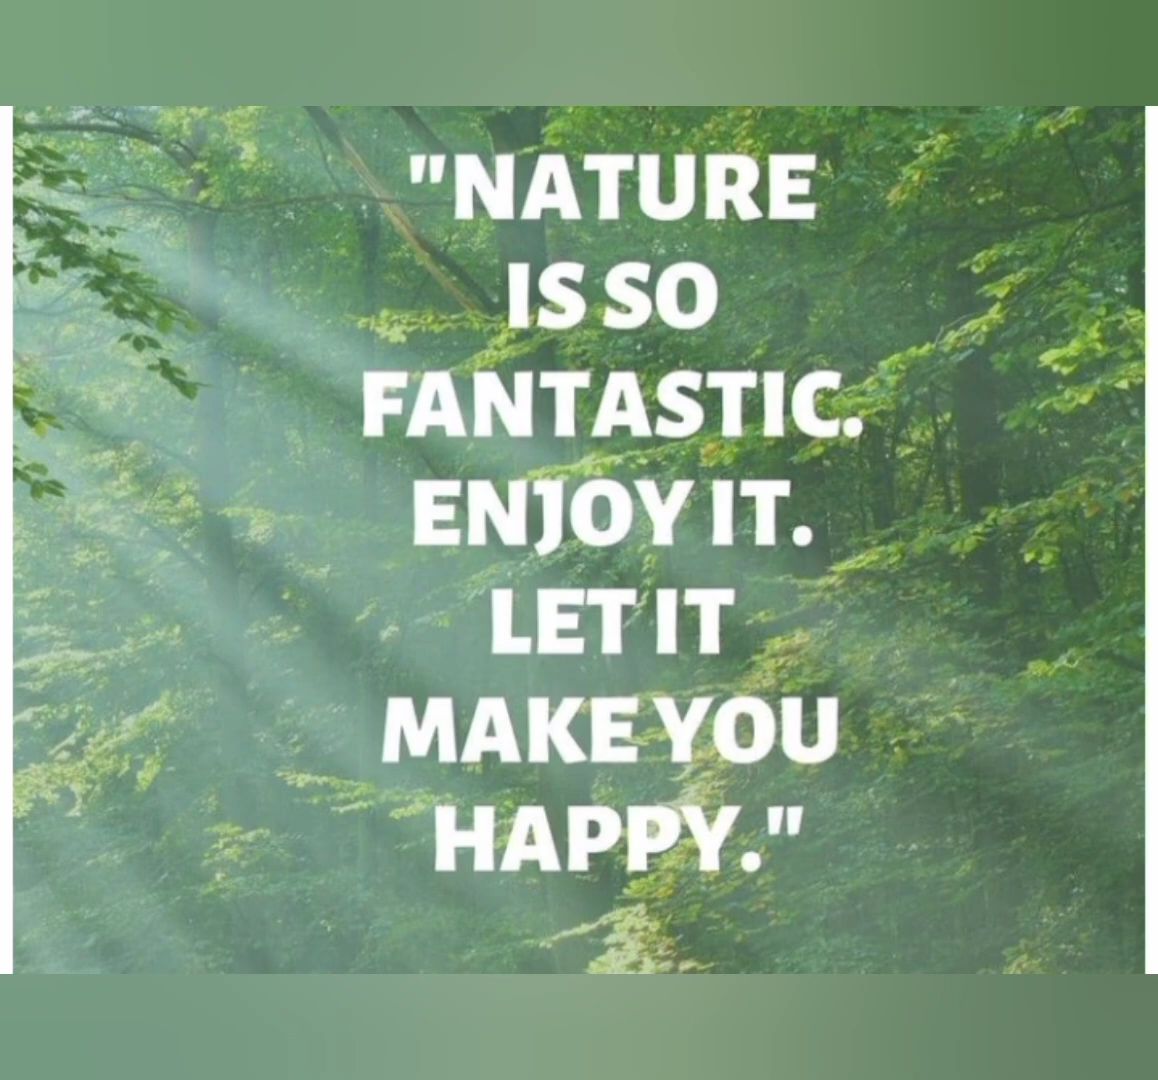 "NATURE
IS SO
FANTASTIC.
ENJOY IT.
LET IT
MAKE YOU
HAPPY."